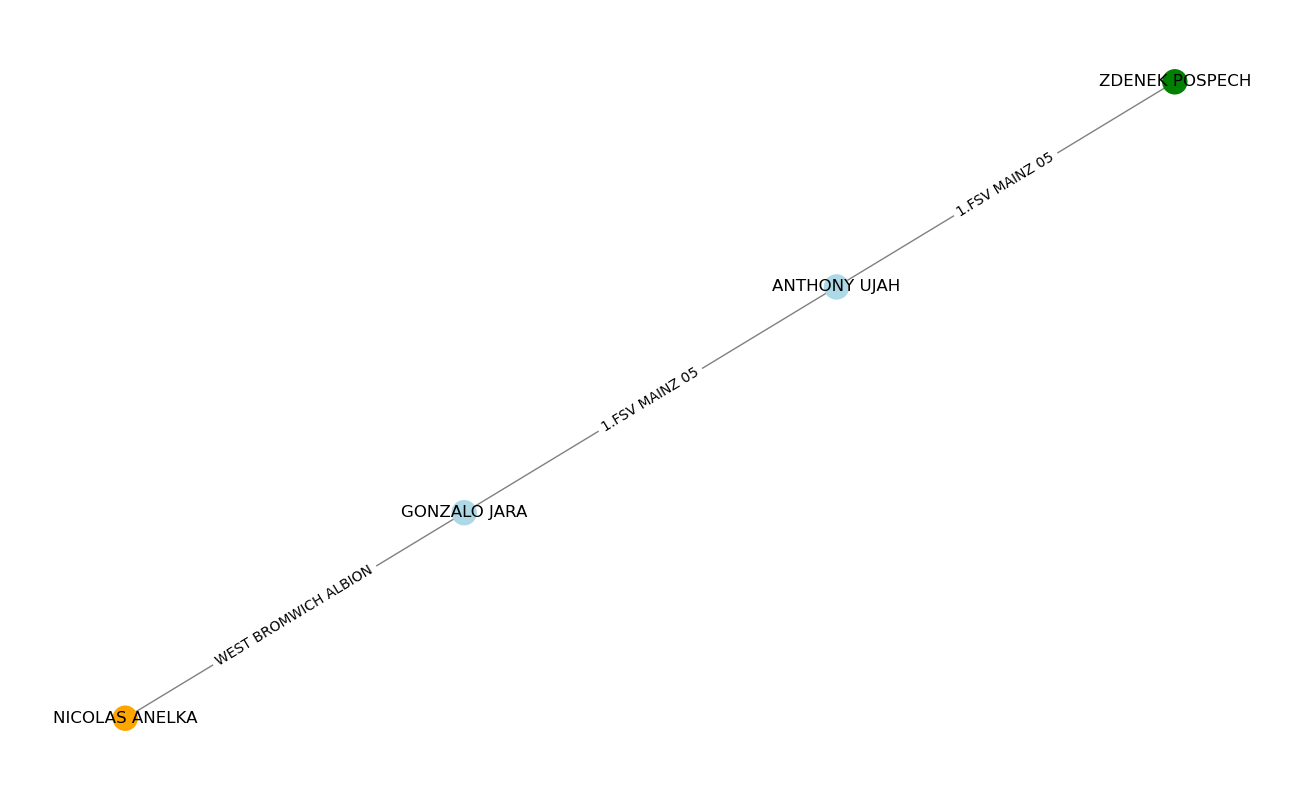 ZDENEK POSPECH
1.FSV MAINZ 05
ANTHONY UJAH
1.FSV MAINZ 05
GONZALO JARA
WEST BROMWICH ALBION
NICOLAS ANELKA